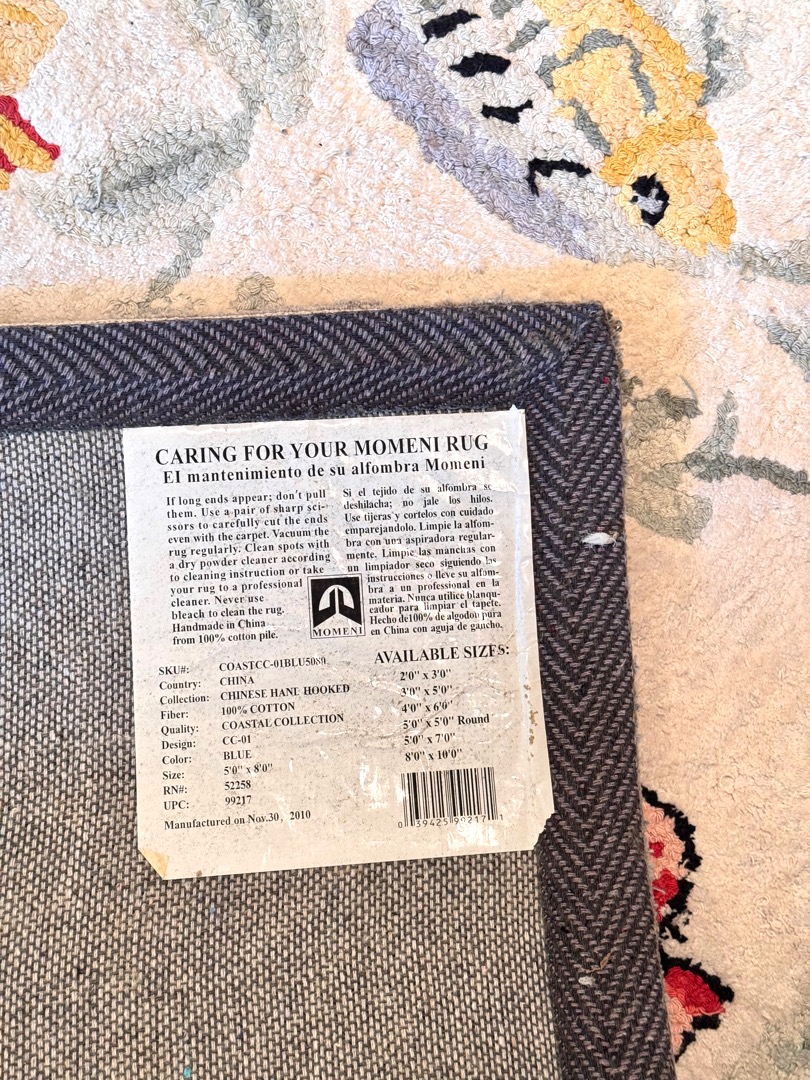 CARING FOR YOUR MOMENI RUG
EI mantenimiento de su alfombra Momeni
If long ends appear; don't pull
them. Use a pair of sharp sci-
ssors to carefully cut the ends
even with the carpet. Vacuum the
rug regularly. Clean spots with
a dry powder cleaner according
to cleaning instruction or take
your rug to a professional
cleaner. Never use
bleach to clean the rug.
Handmade in China
from 100% cotton pile.
Si el tejido de su alfombra se
deshilacha; no jale los hilos.
Use tijeras y cortelos con cuidado
emparejandolo. Limpie la alfom-
bra con una aspiradora regular-
mente. Limpie las manchas con
un limpiador seco siguiendo las
instrucciones o lleve su alfom-
bra a un professional en la
materia. Nunca utilice blanqu-
eador para limpiar el tapete.
Hecho de100% de algodon pura
en China con aguja de gancho.
MOMENI
SKU#: COASTCC-01BLU5080
Country: CHINA
Collection: CHINESE HAND HOOKED
Fiber: 100% COTTON
Quality: COASTAL COLLECTION
Design: CC-01
Color: BLUE
Size: 5'0" x 8'0"
RN#: 52258
UPC: 99217
Manufactured on Nov.30, 2010
AVAILABLE SIZES:
2'0" x 3'0"
3'0" x 5'0"
4'0" x 6'0"
5'0" x 5'0" Round
5'0" x 7'0"
8'0" x 10'0"
0 39425 99217 1